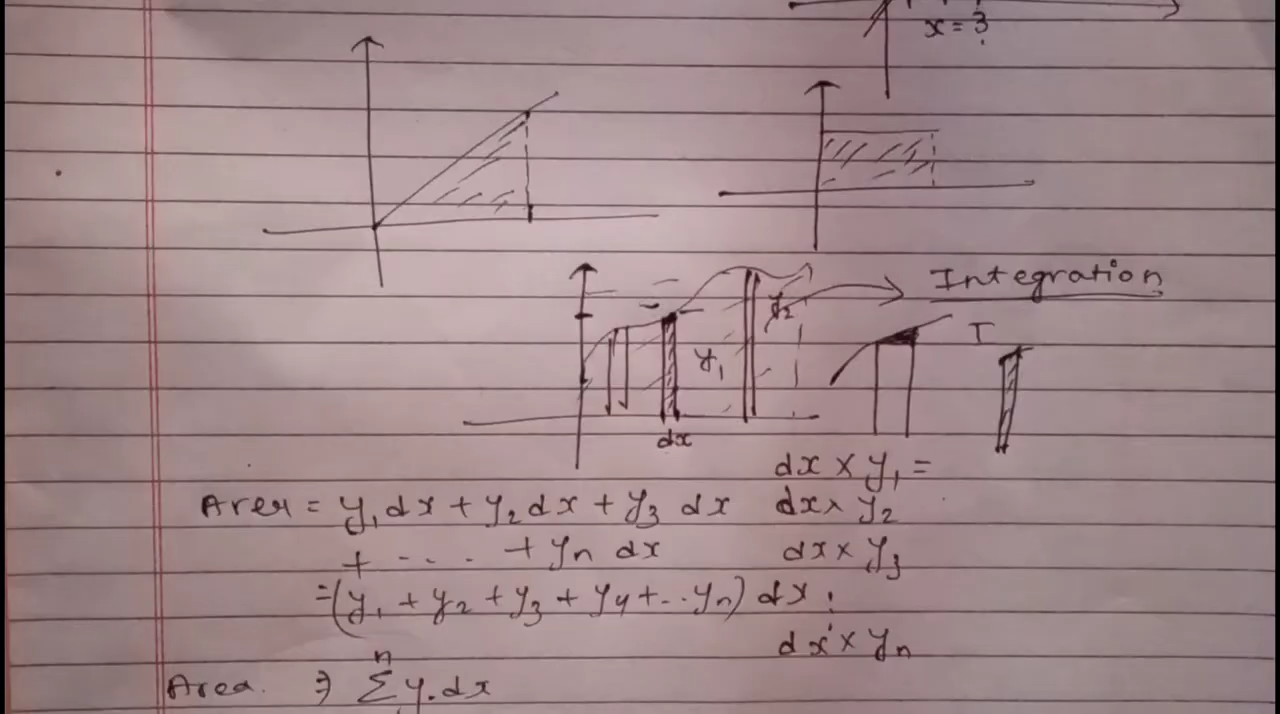 x = 3
Integration
y₂
T
y₁
dx
dx × y₁ =
Area = y₁ dx + y₂ dx + y₃ dx
dx × y₂
+ - - . . + yn dx
dx × y₃
= (y₁ + y₂ + y₃ + y₄ + . . yn) dx
dx × yn
Area ⇒ Σ y. dx
n